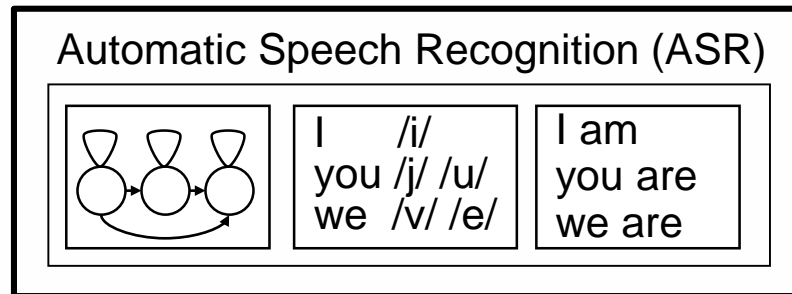 Automatic Speech Recognition (ASR)
I /i/
you /j/ /u/
we /v/ /e/
I am
you are
we are